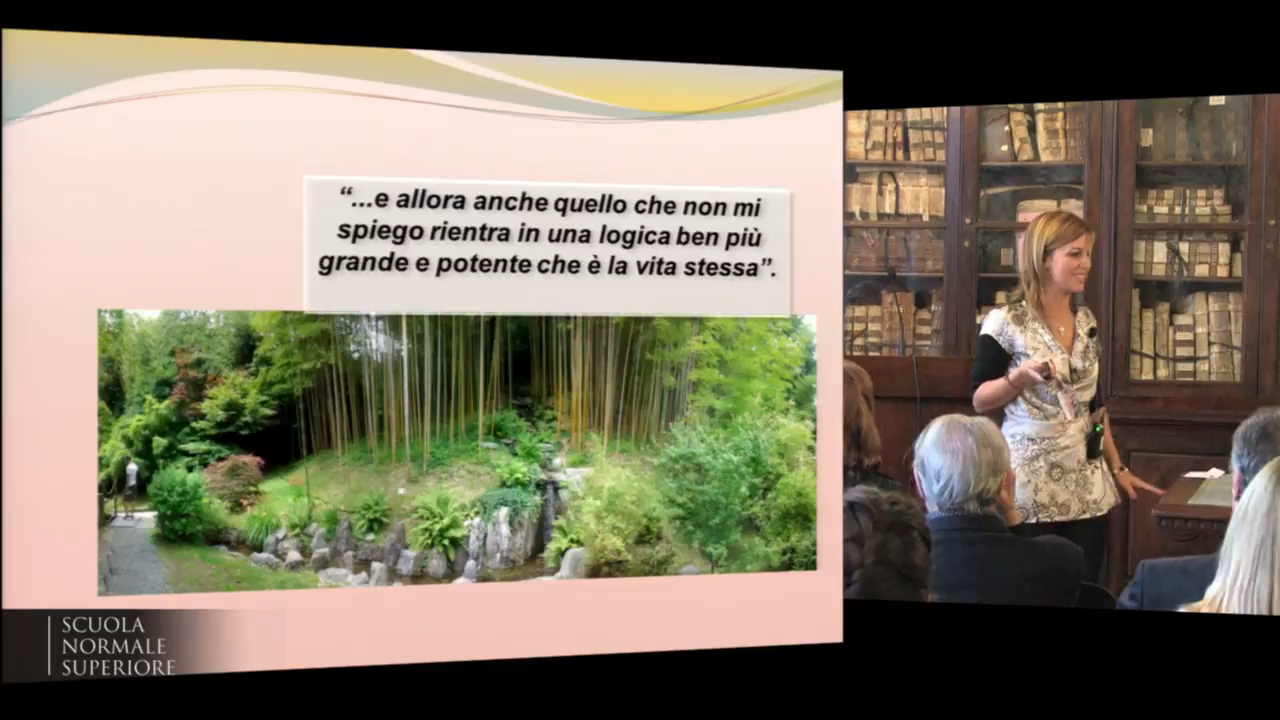 “...e allora anche quello che non mi
spiego rientra in una logica ben più
grande e potente che è la vita stessa”.
SCUOLA
NORMALE
SUPERIORE